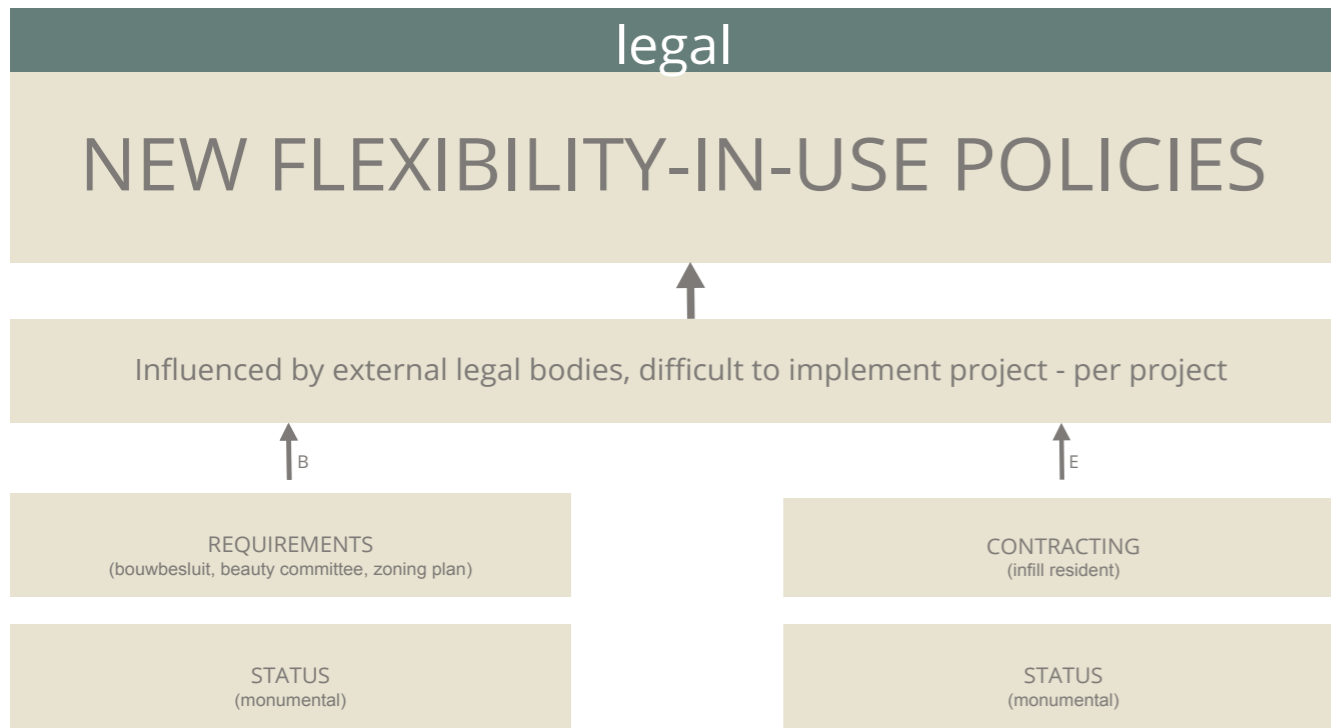 legal
NEW FLEXIBILITY-IN-USE POLICIES
Influenced by external legal bodies, difficult to implement project - per project
B
E
REQUIREMENTS
(bouwbesluit, beauty committee, zoning plan)
CONTRACTING
(infill resident)
STATUS
(monumental)
STATUS
(monumental)